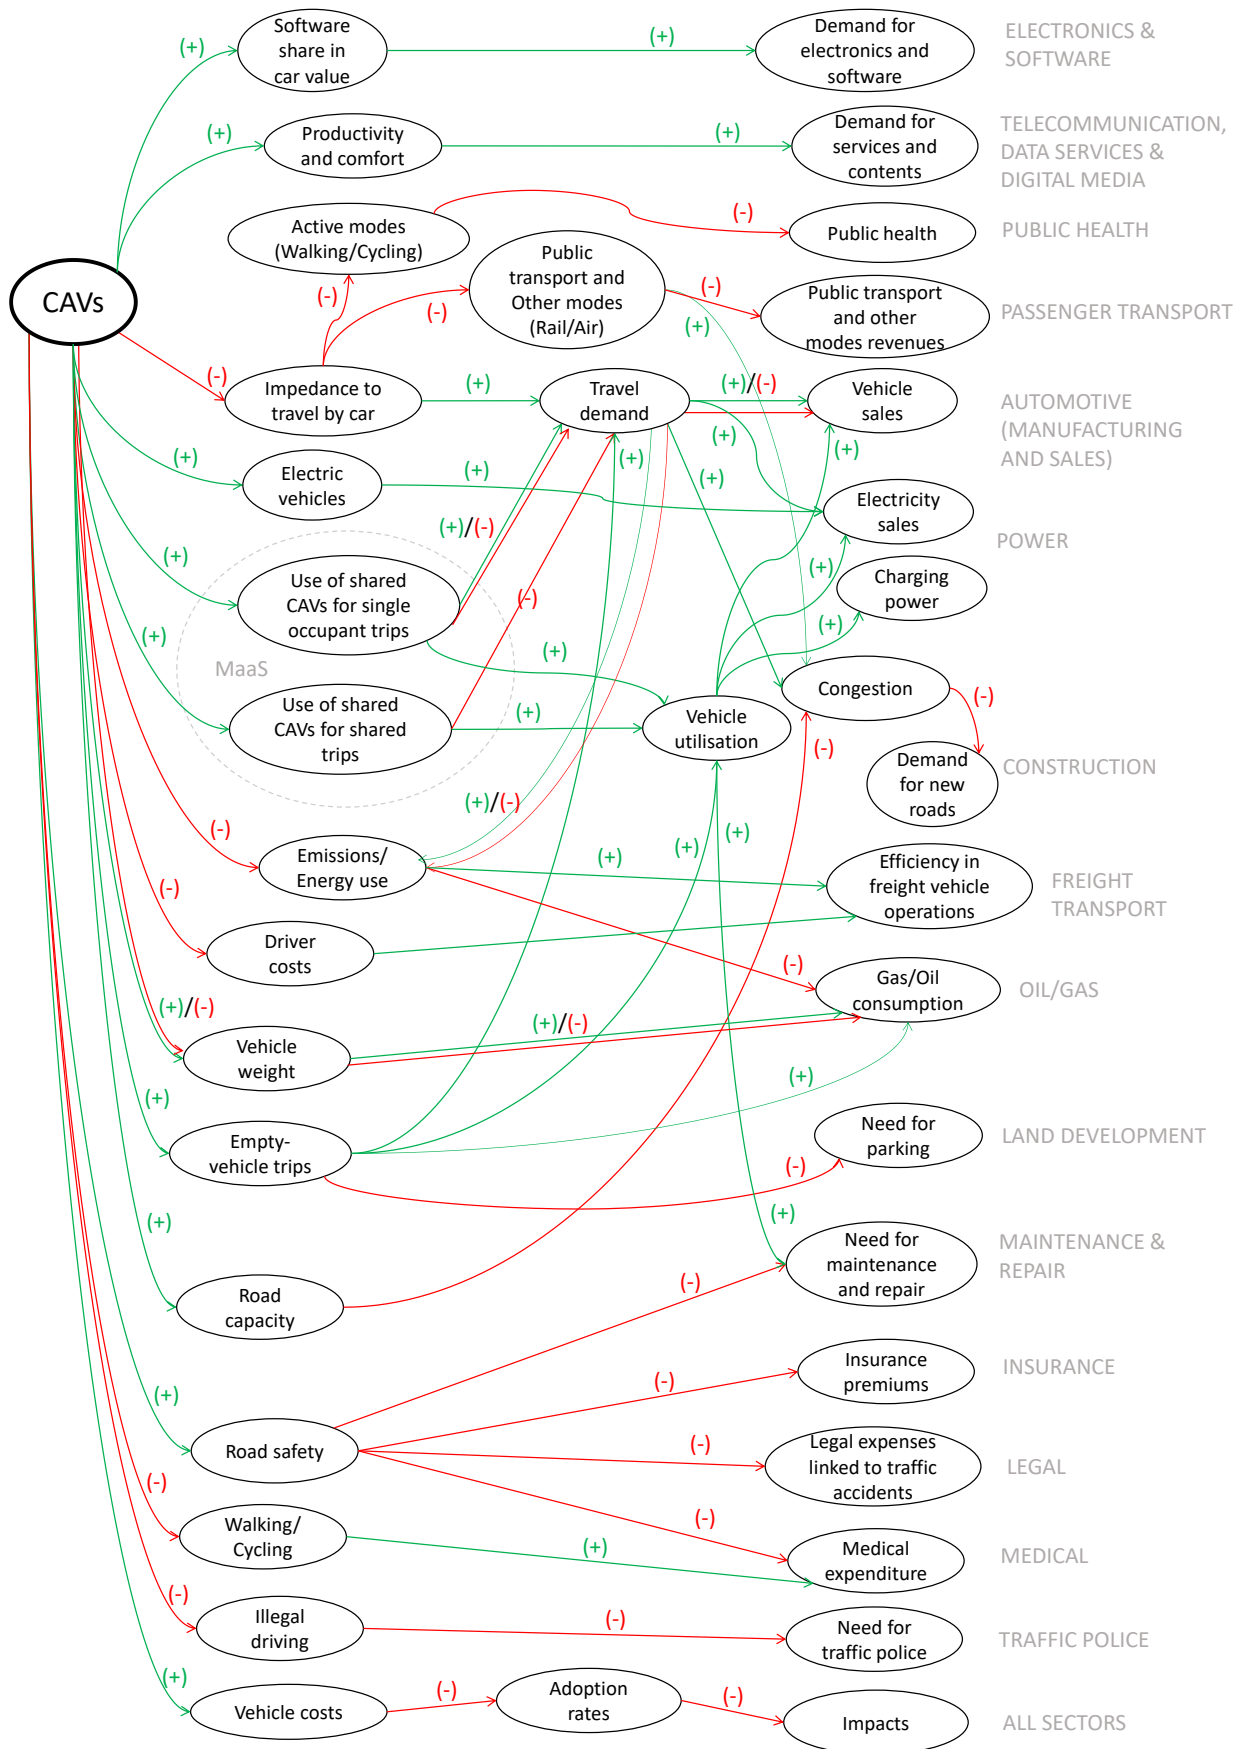 Software
share in
car value
(+)
(+)
Demand for
electronics and
software
ELECTRONICS &
SOFTWARE
Productivity
and comfort
(+)
(+)
Demand for
services and
contents
TELECOMMUNICATION,
DATA SERVICES &
DIGITAL MEDIA
Active modes
(Walking/Cycling)
(-)
Public health
PUBLIC HEALTH
CAVs
(-)
(-)
Public
transport and
Other modes
(Rail/Air)
(-)
(+)
Public transport
and other
modes revenues
PASSENGER TRANSPORT
(-)
Impedance to
travel by car
(+)
Travel
demand
(+)/(-)
Vehicle
sales
AUTOMOTIVE
(MANUFACTURING
AND SALES)
(+)
(+)
(+)
(+)
(+)
Electric
vehicles
(+)
Electricity
sales
POWER
(+)/(-)
(+)
(+)
Use of shared
CAVs for single
occupant trips
(-)
Charging
power
(+)
(+)
MaaS
(+)
Use of shared
CAVs for shared
trips
(+)
Vehicle
utilisation
Congestion
(-)
(-)
Demand
for new
roads
CONSTRUCTION
(+)/(-)
(-)
Emissions/
Energy use
(+)
(+)
(+)
Efficiency in
freight vehicle
operations
FREIGHT
TRANSPORT
(-)
Driver
costs
(-)
Gas/Oil
consumption
OIL/GAS
(+)/(-)
Vehicle
weight
(+)/(-)
(+)
(+)
Empty-
vehicle trips
(-)
Need for
parking
LAND DEVELOPMENT
(+)
(+)
Road
capacity
(-)
Need for
maintenance
and repair
MAINTENANCE &
REPAIR
(+)
Road safety
(-)
Insurance
premiums
INSURANCE
(-)
Legal expenses
linked to traffic
accidents
LEGAL
(-)
Walking/
Cycling
(-)
(+)
Medical
expenditure
MEDICAL
(-)
Illegal
driving
(-)
Need for
traffic police
TRAFFIC POLICE
(+)
Vehicle costs
(-)
Adoption
rates
(-)
Impacts
ALL SECTORS